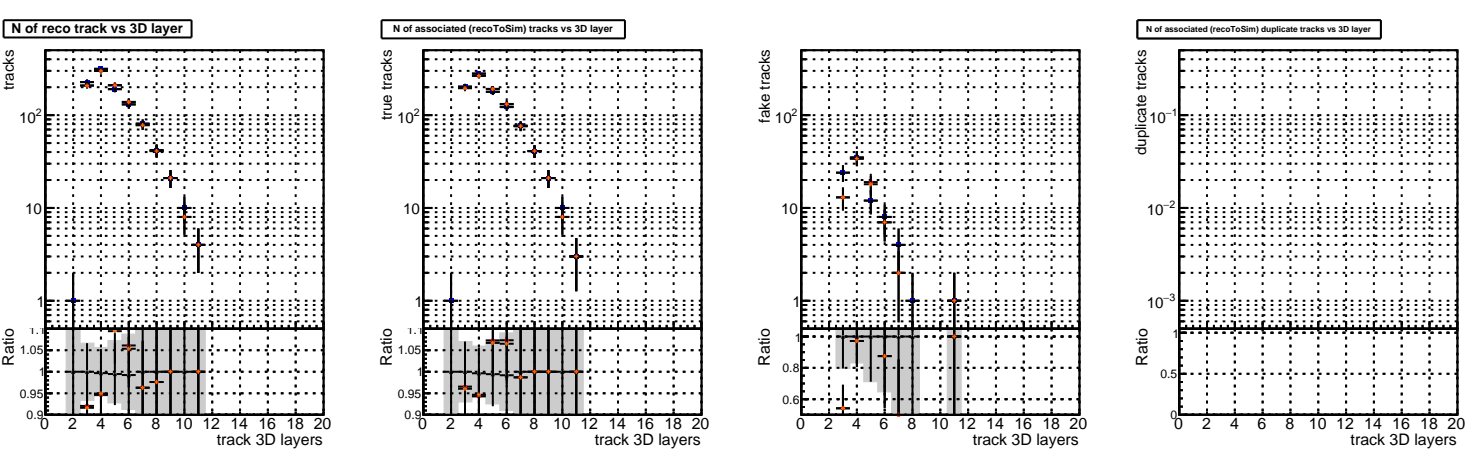 N of reco track vs 3D layer
tracks
10²
10
1
Ratio
1.1
1.05
1
0.95
0.9
0 2 4 6 8 10 12 14 16 18 20
track 3D layers
N of associated (recoToSim) tracks vs 3D layer
true tracks
10²
10
1
Ratio
1.1
1.05
1
0.95
0.9
0 2 4 6 8 10 12 14 16 18 20
track 3D layers
fake tracks
10²
10
1
Ratio
1
0.8
0.6
0 2 4 6 8 10 12 14 16 18 20
track 3D layers
N of associated (recoToSim) duplicate tracks vs 3D layer
duplicate tracks
10⁻¹
10⁻²
10⁻³
Ratio
1
0.5
0
0 2 4 6 8 10 12 14 16 18 20
track 3D layers